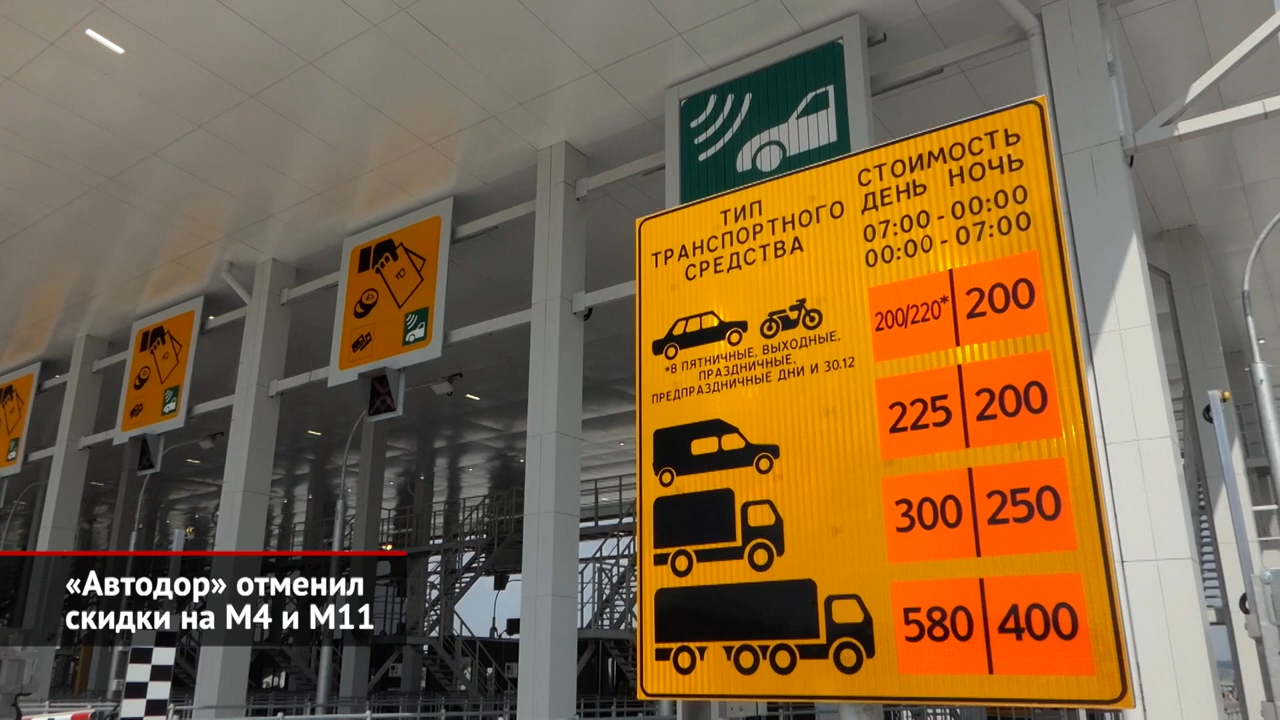 ТИП
ТРАНСПОРТНОГО
СРЕДСТВА
СТОИМОСТЬ
ДЕНЬ НОЧЬ
07:00 - 00:00
00:00 - 07:00
200/220* 200
*В ПЯТНИЧНЫЕ, ВЫХОДНЫЕ,
ПРАЗДНИЧНЫЕ,
ПРЕДПРАЗДНИЧНЫЕ ДНИ И 30.12
225 200
300 250
580 400
«Автодор» отменил
скидки на М4 и М11